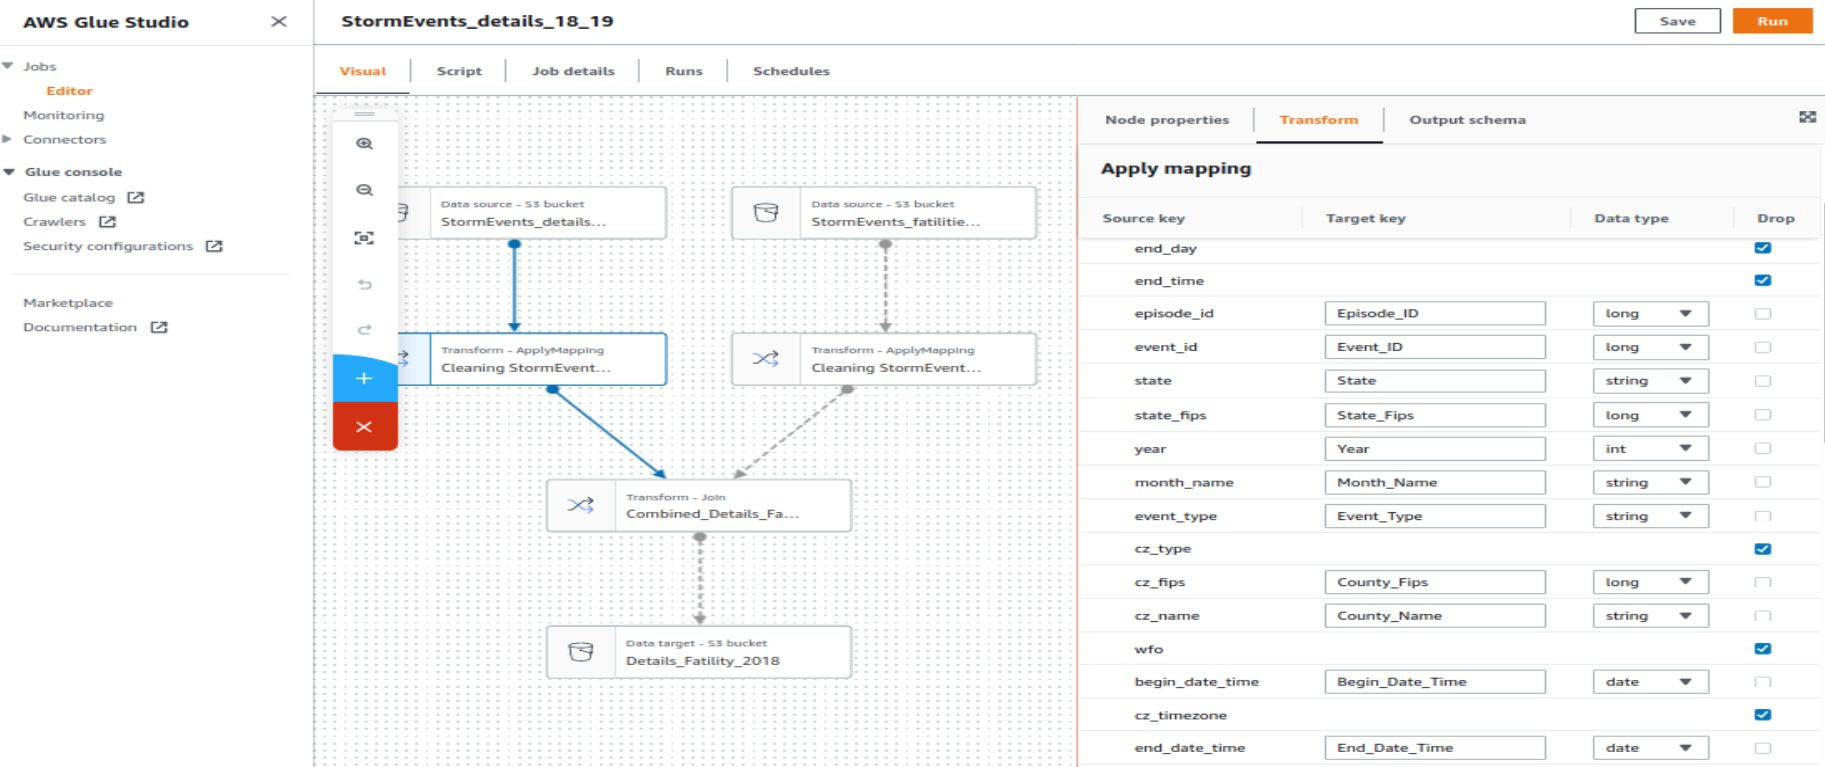 AWS Glue Studio
Jobs
Editor
Monitoring
Connectors
Glue console
Glue catalog
Crawlers
Security configurations
Marketplace
Documentation
StormEvents_details_18_19
Save Run
Visual Script Job details Runs Schedules
Data source - S3 bucket
StormEvents_details...
Data source - S3 bucket
StormEvents_fatilitie...
Transform - ApplyMapping
Cleaning StormEvent...
Transform - ApplyMapping
Cleaning StormEvent...
Transform - Join
Combined_Details_Fa...
Data target - S3 bucket
Details_Fatility_2018
Node properties Transform Output schema
Apply mapping
Source key Target key Data type Drop
end_day
end_time
episode_id Episode_ID long
event_id Event_ID long
state State string
state_fips State_Fips long
year Year int
month_name Month_Name string
event_type Event_Type string
cz_type
cz_fips County_Fips long
cz_name County_Name string
wfo
begin_date_time Begin_Date_Time date
cz_timezone
end_date_time End_Date_Time date